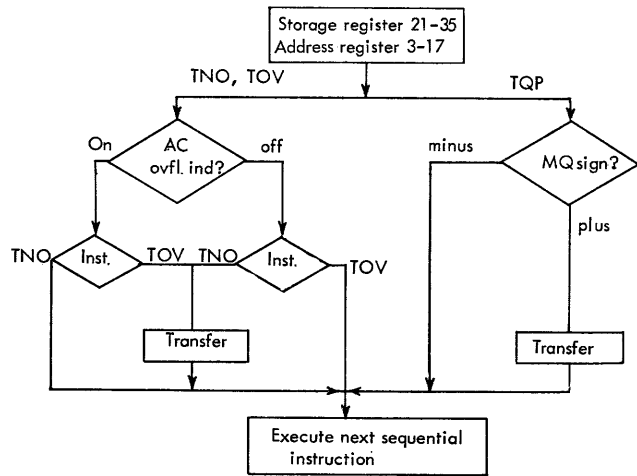 Storage register 21-35
Address register 3-17
TNO, TOV
TQP
On
AC
ovfl. ind?
off
minus
MQ sign?
plus
TNO
Inst.
TOV
TNO
Inst.
TOV
Transfer
Transfer
Execute next sequential
instruction